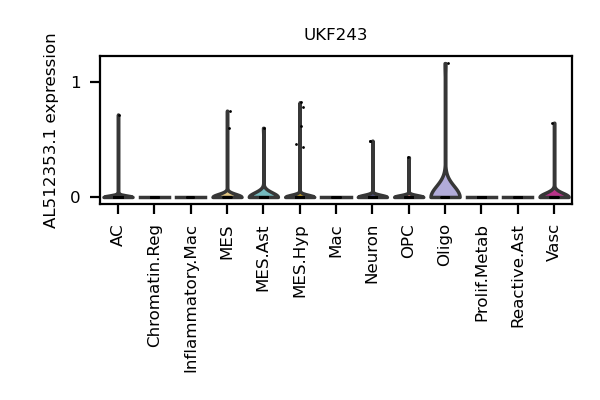 UKF243
AL512353.1 expression
1
0
AC
Chromatin.Reg
Inflammatory.Mac
MES
MES.Ast
MES.Hyp
Mac
Neuron
OPC
Oligo
Prolif.Metab
Reactive.Ast
Vasc